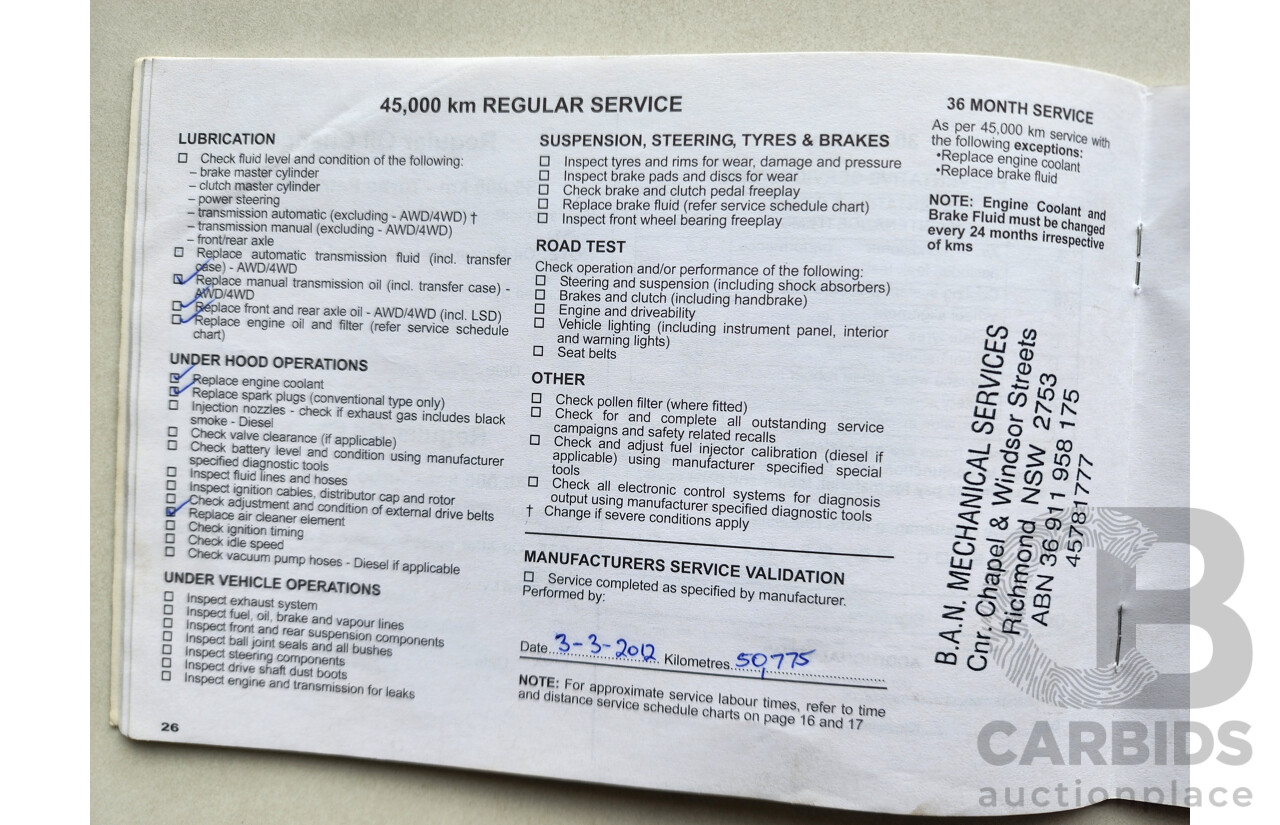 45,000 km REGULAR SERVICE
LUBRICATION
☐ Check fluid level and condition of the following:
– brake master cylinder
– clutch master cylinder
– power steering
– transmission automatic (excluding - AWD/4WD) †
– transmission manual (excluding - AWD/4WD)
– front/rear axle
☐ Replace automatic transmission fluid (incl. transfer
case) - AWD/4WD
☑ Replace manual transmission oil (incl. transfer case) -
AWD/4WD
☑ Replace front and rear axle oil - AWD/4WD (incl. LSD)
☑ Replace engine oil and filter (refer service schedule
chart)
UNDER HOOD OPERATIONS
☑ Replace engine coolant
☑ Replace spark plugs (conventional type only)
☐ Injection nozzles - check if exhaust gas includes black
smoke - Diesel
☐ Check valve clearance (if applicable)
☐ Check battery level and condition using manufacturer
specified diagnostic tools
☐ Inspect fluid lines and hoses
☐ Inspect ignition cables, distributor cap and rotor
☐ Check adjustment and condition of external drive belts
☑ Replace air cleaner element
☐ Check ignition timing
☐ Check idle speed
☐ Check vacuum pump hoses - Diesel if applicable
UNDER VEHICLE OPERATIONS
☐ Inspect exhaust system
☐ Inspect fuel, oil, brake and vapour lines
☐ Inspect front and rear suspension components
☐ Inspect ball joint seals and all bushes
☐ Inspect steering components
☐ Inspect drive shaft dust boots
☐ Inspect engine and transmission for leaks
26
SUSPENSION, STEERING, TYRES & BRAKES
☐ Inspect tyres and rims for wear, damage and pressure
☐ Inspect brake pads and discs for wear
☐ Check brake and clutch pedal freeplay
☐ Replace brake fluid (refer service schedule chart)
☐ Inspect front wheel bearing freeplay
ROAD TEST
Check operation and/or performance of the following:
☐ Steering and suspension (including shock absorbers)
☐ Brakes and clutch (including handbrake)
☐ Engine and driveability
☐ Vehicle lighting (including instrument panel, interior
and warning lights)
☐ Seat belts
OTHER
☐ Check pollen filter (where fitted)
☐ Check for and complete all outstanding service
campaigns and safety related recalls
☐ Check and adjust fuel injector calibration (diesel if
applicable) using manufacturer specified special
tools
☐ Check all electronic control systems for diagnosis
output using manufacturer specified diagnostic tools
† Change if severe conditions apply
MANUFACTURERS SERVICE VALIDATION
☐ Service completed as specified by manufacturer.
Performed by:
Date 3-3-2012 Kilometres 50,775
NOTE: For approximate service labour times, refer to time
and distance service schedule charts on page 16 and 17
36 MONTH SERVICE
As per 45,000 km service with
the following exceptions:
•Replace engine coolant
•Replace brake fluid
NOTE: Engine Coolant and
Brake Fluid must be changed
every 24 months irrespective
of kms
B.A.N. MECHANICAL SERVICES
Cnr. Chapel & Windsor Streets
Richmond NSW 2753
ABN 36 911 958 175
45781777
CARBIDS
auctionplace